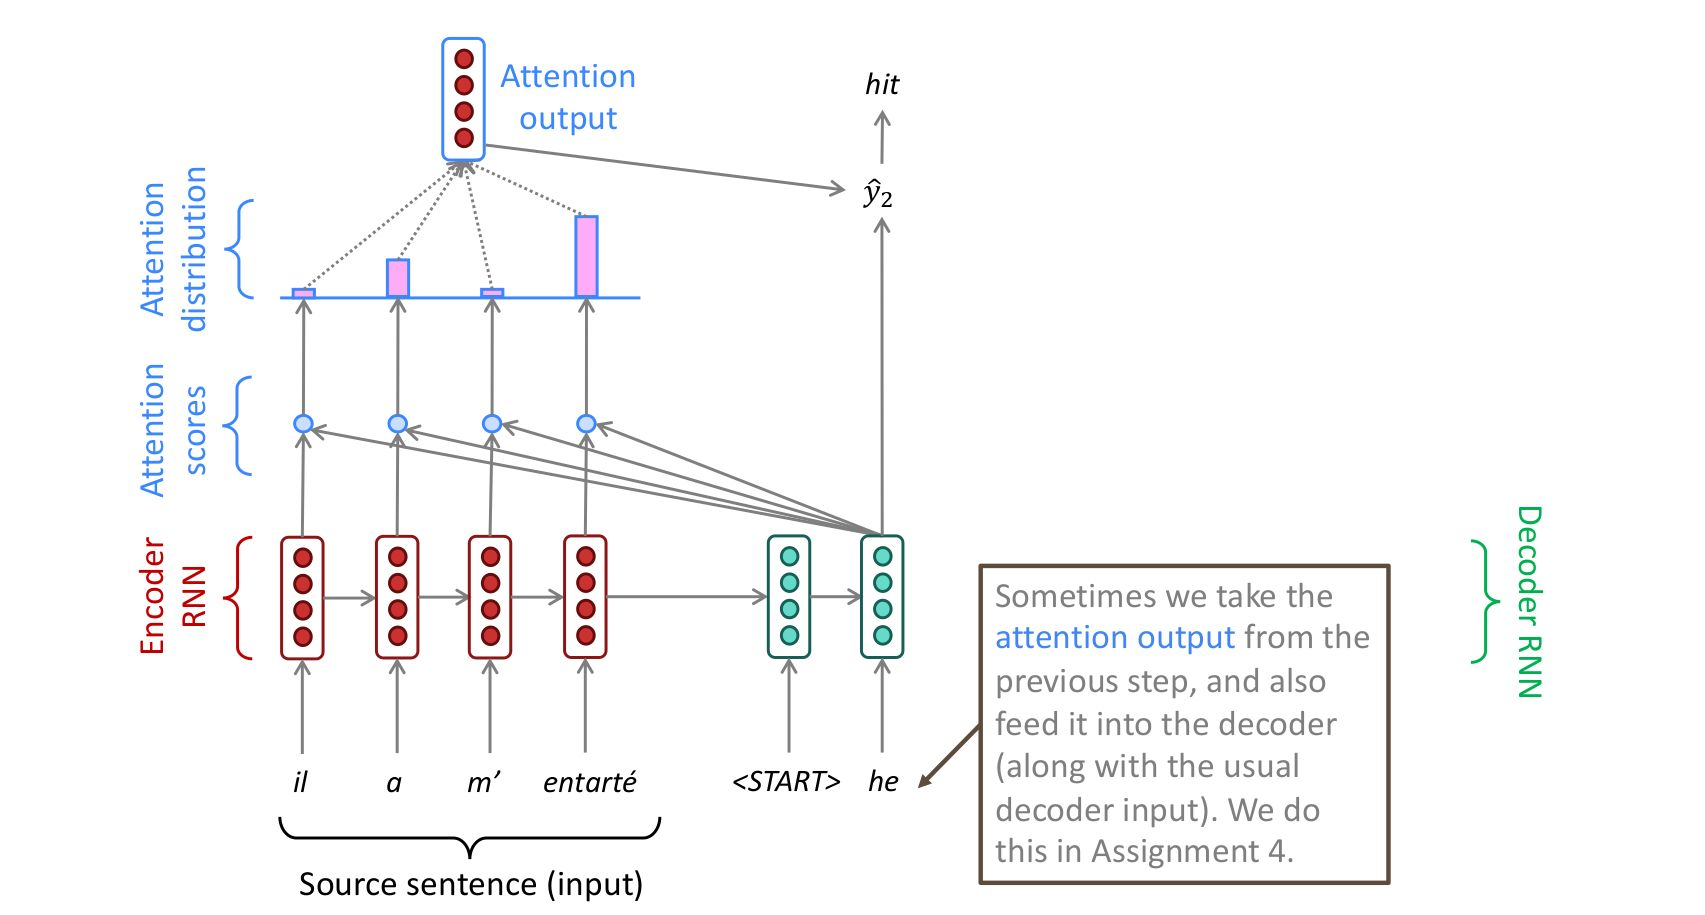 Attention
output
hit
ŷ₂
Attention
distribution
Attention
scores
Encoder
RNN
Decoder RNN
Sometimes we take the
attention output from the
previous step, and also
feed it into the decoder
(along with the usual
decoder input). We do
this in Assignment 4.
il a m’ entarté <START> he
Source sentence (input)